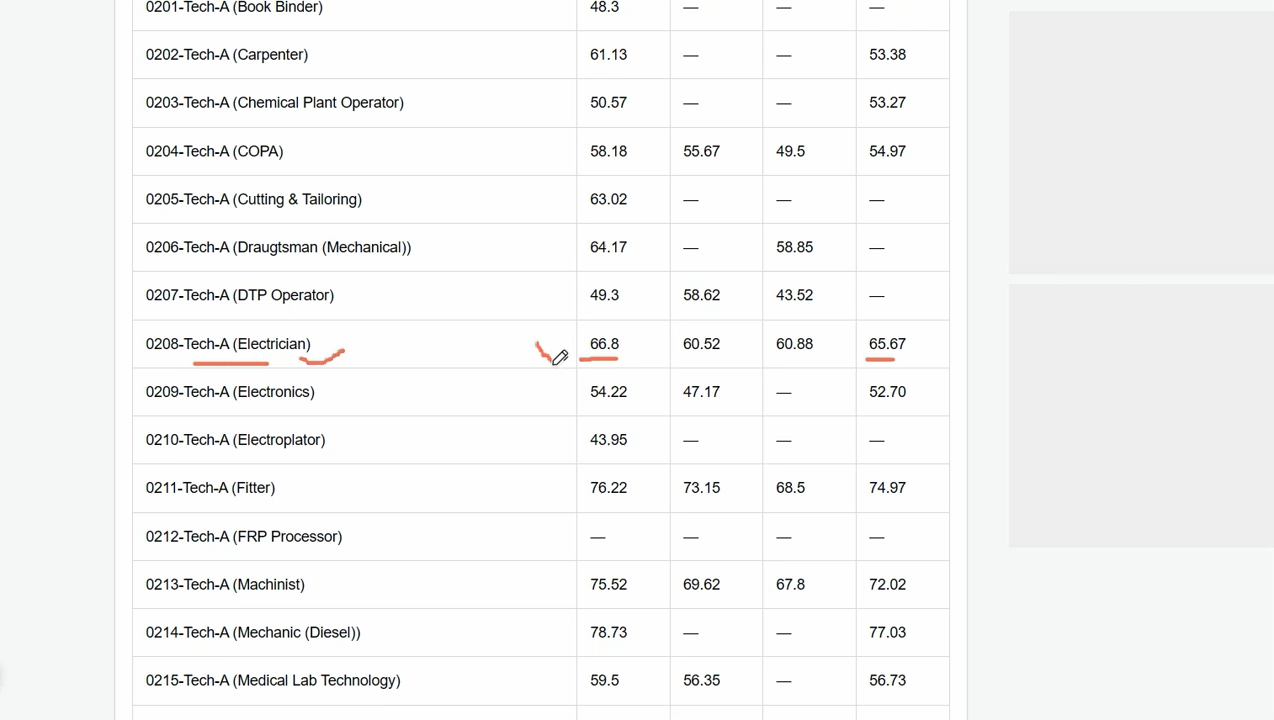 0201-Tech-A (Book Binder) 48.3 — — —
0202-Tech-A (Carpenter) 61.13 — — 53.38
0203-Tech-A (Chemical Plant Operator) 50.57 — — 53.27
0204-Tech-A (COPA) 58.18 55.67 49.5 54.97
0205-Tech-A (Cutting & Tailoring) 63.02 — — —
0206-Tech-A (Draugtsman (Mechanical)) 64.17 — 58.85 —
0207-Tech-A (DTP Operator) 49.3 58.62 43.52 —
0208-Tech-A (Electrician) 66.8 60.52 60.88 65.67
0209-Tech-A (Electronics) 54.22 47.17 — 52.70
0210-Tech-A (Electroplator) 43.95 — — —
0211-Tech-A (Fitter) 76.22 73.15 68.5 74.97
0212-Tech-A (FRP Processor) — — — —
0213-Tech-A (Machinist) 75.52 69.62 67.8 72.02
0214-Tech-A (Mechanic (Diesel)) 78.73 — — 77.03
0215-Tech-A (Medical Lab Technology) 59.5 56.35 — 56.73